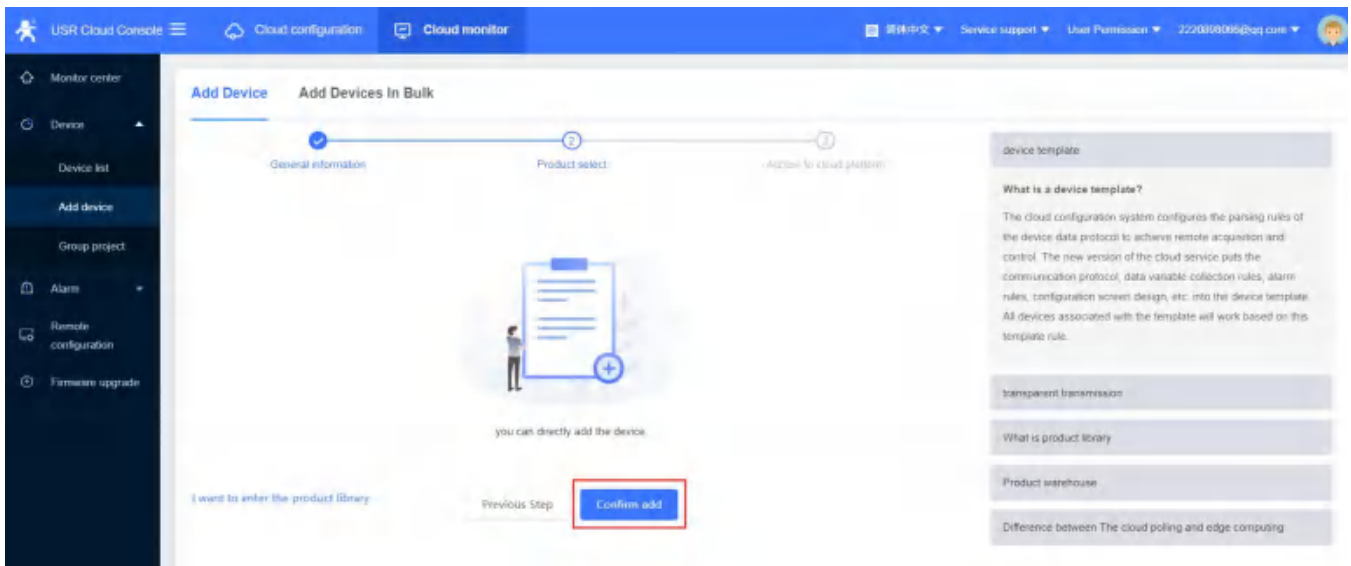 USR Cloud Console
Cloud configuration
Cloud monitor
简体中文
Service support
User Permission
Monitor center
Device
Device list
Add device
Group project
Alarm
Remote
configuration
Firmware upgrade
Add Device
Add Devices In Bulk
General information
2
Product select
3
Access to cloud platform
you can directly add the device.
I want to enter the product library
Previous Step
Confirm add
device template
What is a device template?
The cloud configuration system configures the parsing rules of
the device data protocol to achieve remote acquisition and
control. The new version of the cloud service puts the
communication protocol, data variable collection rules, alarm
rules, configuration screen design, etc. into the device template.
All devices associated with the template will work based on this
template rule.
transparent transmission
What is product library
Product warehouse
Difference between The cloud polling and edge computing